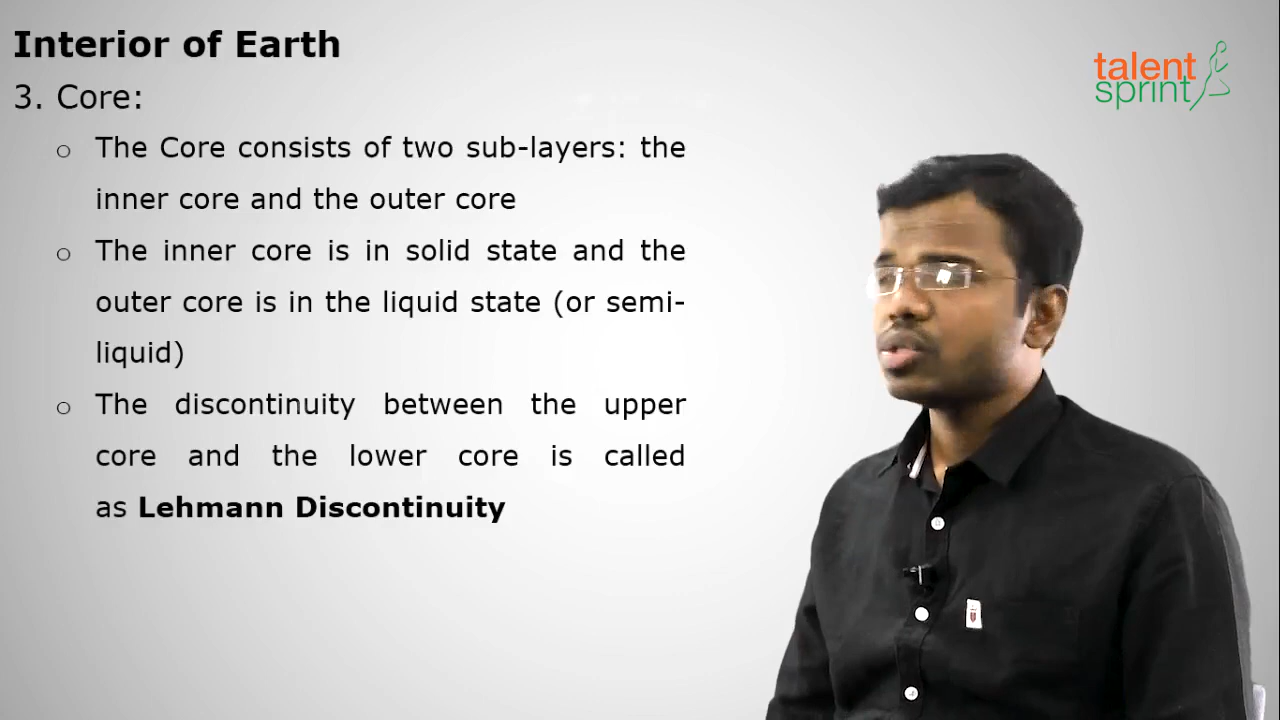 Interior of Earth
talent
sprint
3. Core:
o The Core consists of two sub-layers: the
inner core and the outer core
o The inner core is in solid state and the
outer core is in the liquid state (or semi-
liquid)
o The discontinuity between the upper
core and the lower core is called
as Lehmann Discontinuity